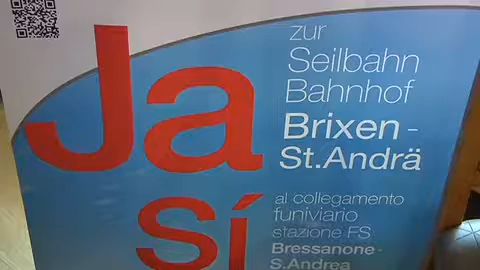 Ja
zur
Seilbahn
Bahnhof
Brixen -
St.Andrä
sí
al collegamento
funiviario
stazione FS
Bressanone-
S.Andrea